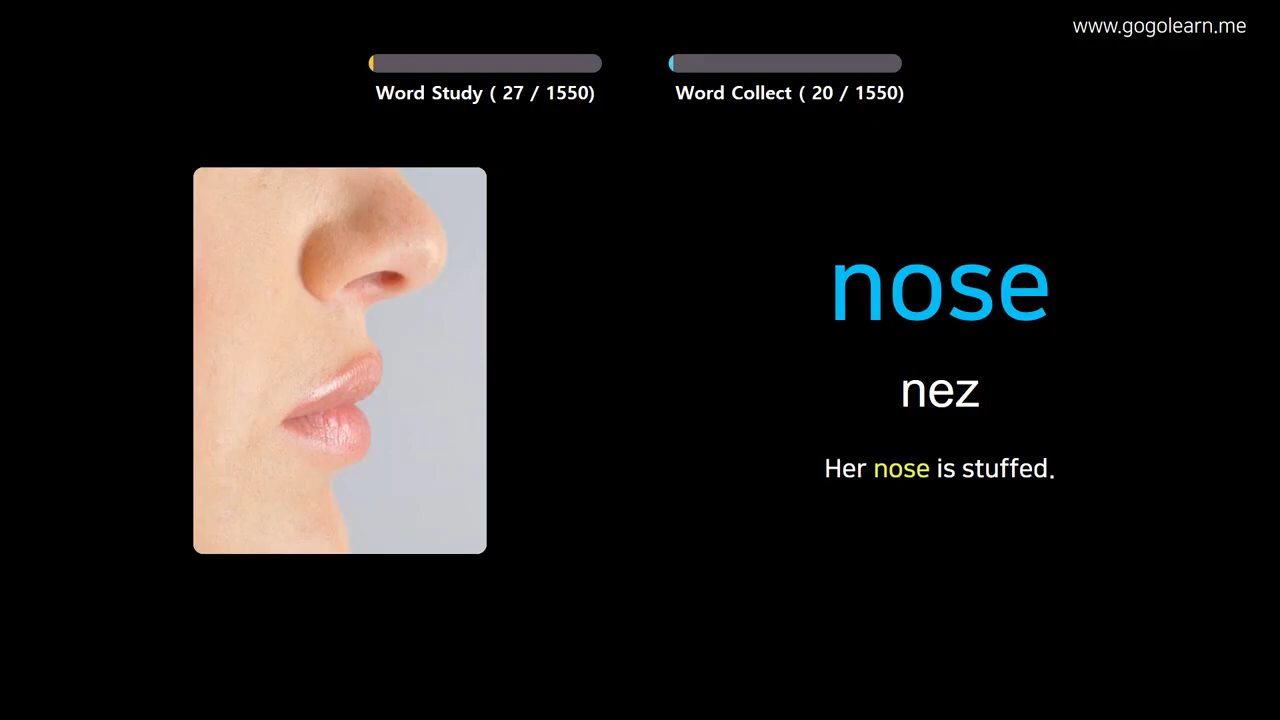 www.gogolearn.me
Word Study ( 27 / 1550)
Word Collect ( 20 / 1550)
nose
nez
Her nose is stuffed.